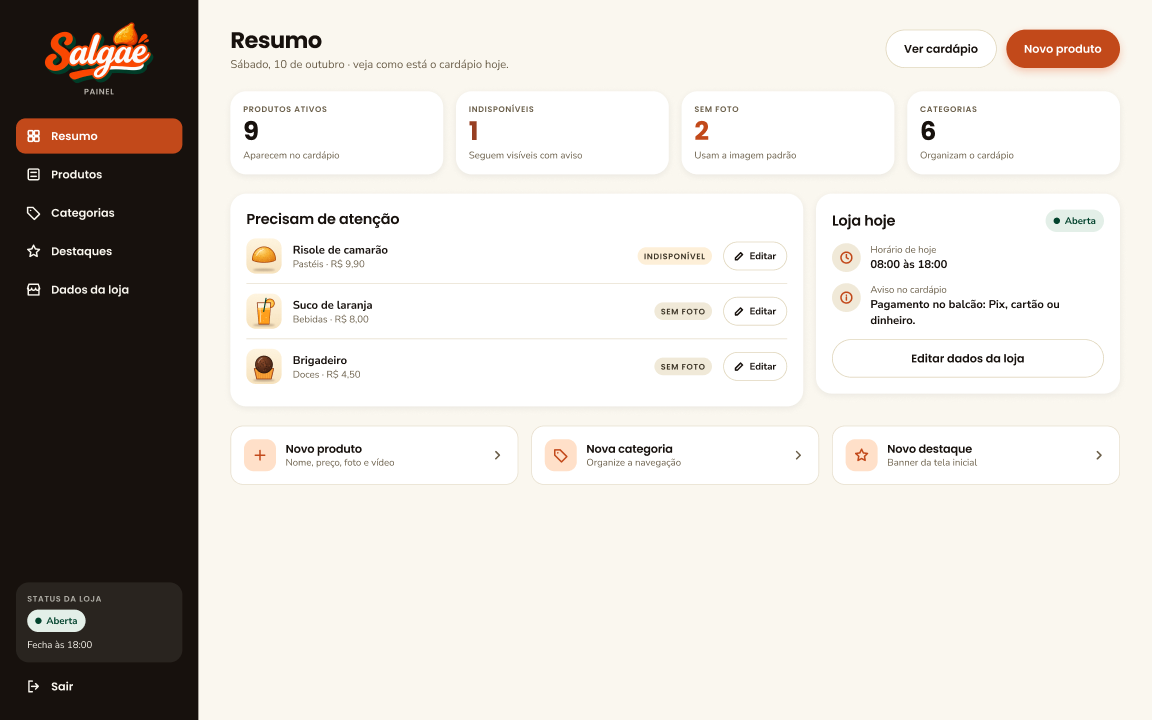 Salgaê
PAINEL
Resumo
Produtos
Categorias
Destaques
Dados da loja
STATUS DA LOJA
Aberta
Fecha às 18:00
Sair
Resumo
Sábado, 10 de outubro · veja como está o cardápio hoje.
Ver cardápio
Novo produto
PRODUTOS ATIVOS
9
Aparecem no cardápio
INDISPONÍVEIS
1
Seguem visíveis com aviso
SEM FOTO
2
Usam a imagem padrão
CATEGORIAS
6
Organizam o cardápio
Precisam de atenção
Risole de camarão
Pastéis · R$ 9,90
INDISPONÍVEL
Editar
Suco de laranja
Bebidas · R$ 8,00
SEM FOTO
Editar
Brigadeiro
Doces · R$ 4,50
SEM FOTO
Editar
Loja hoje
Aberta
Horário de hoje
08:00 às 18:00
Aviso no cardápio
Pagamento no balcão: Pix, cartão ou
dinheiro.
Editar dados da loja
Novo produto
Nome, preço, foto e vídeo
Nova categoria
Organize a navegação
Novo destaque
Banner da tela inicial